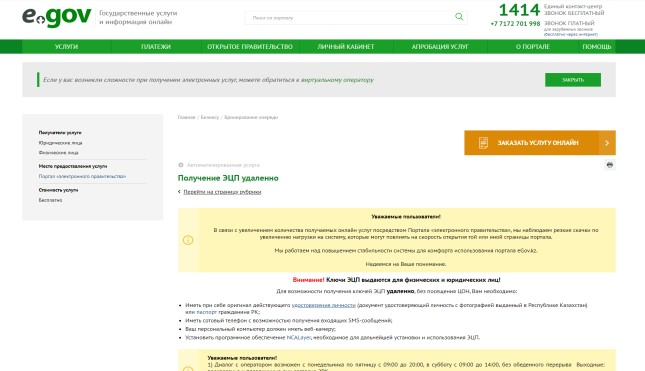 egov Государственные услуги
и информация онлайн
Поиск по порталу
1414 Единый контакт-центр
ЗВОНОК БЕСПЛАТНЫЙ
+7 7172 701 998 ЗВОНОК ПЛАТНЫЙ
для зарубежных звонков
(бесплатно через интернет)
УСЛУГИ ПЛАТЕЖИ ОТКРЫТОЕ ПРАВИТЕЛЬСТВО ЛИЧНЫЙ КАБИНЕТ АПРОБАЦИЯ УСЛУГ О ПОРТАЛЕ ПОМОЩЬ
Если у вас возникли сложности при получении электронных услуг, можете обратиться к виртуальному оператору
ЗАКРЫТЬ
Получатели услуги
Юридические лица
Физические лица
Место предоставления услуги
Портал «электронного правительства»
Стоимость услуги
Бесплатно
Главная / Бизнесу / Бронирование очереди
ЗАКАЗАТЬ УСЛУГУ ОНЛАЙН
Автоматизированная услуга
Получение ЭЦП удаленно
Перейти на страницу рубрики
Уважаемые пользователи!
В связи с увеличением количества получаемых онлайн услуг посредством Портала «электронного правительства», мы наблюдаем резкие скачки по
увеличению нагрузки на систему, которые могут повлиять на скорость открытия той или иной страницы портала.
Мы работаем над повышением стабильности системы для комфорта использования портала eGov.kz.
Надеемся на Ваше понимание.
Внимание! Ключи ЭЦП выдаются для физических и юридических лиц!
Для возможности получения ключей ЭЦП удаленно, без посещения ЦОН, Вам необходимо:
• Иметь при себе оригинал действующего удостоверения личности (документ удостоверяющий личность с фотографией выданный в Республике Казахстан)
или паспорт гражданина РК;
• Иметь сотовый телефон с возможностью получения входящих SMS-сообщений;
• Ваш персональный компьютер должен иметь веб-камеру;
• Установить программное обеспечение NCALayer, необходимое для дальнейшей установки и использования ЭЦП.
Уважаемые пользователи!
1) Диалог с оператором возможен с понедельника по пятницу с 09:00 до 20:00, в субботу с 09:00 до 14:00, без обеденного перерыва Выходные: